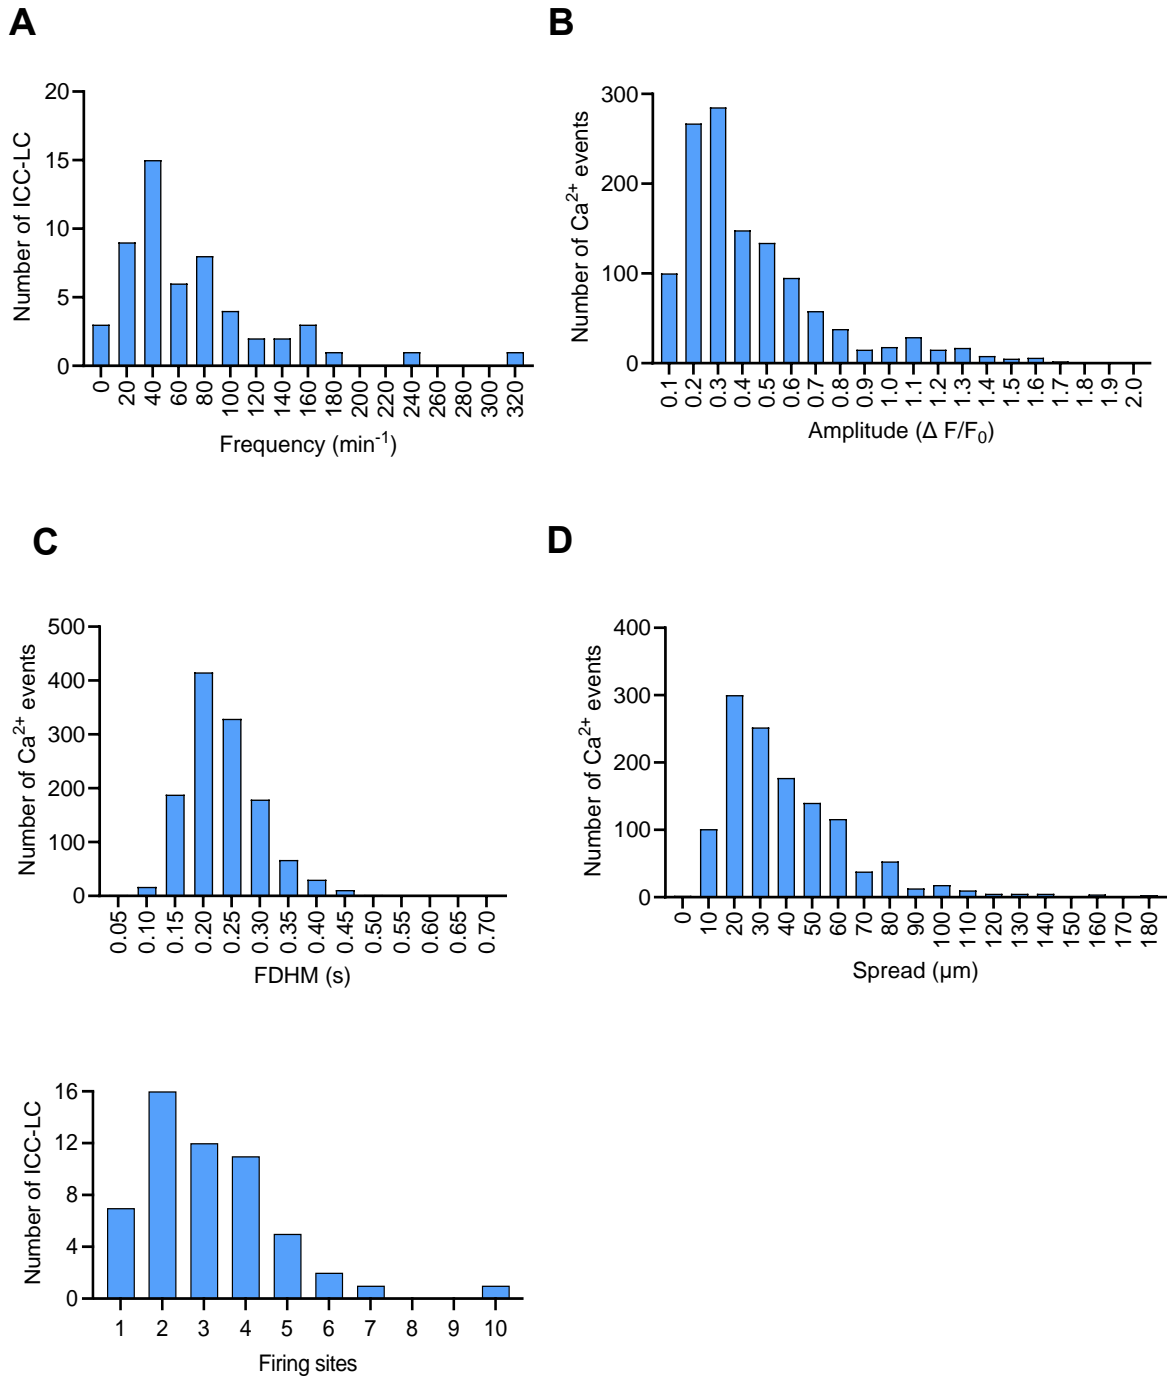 A
20
15
10
5
0
Number of ICC-LC
0 20 40 60 80 100 120 140 160 180 200 220 240 260 280 300 320
Frequency (min⁻¹)
B
300
200
100
0
Number of Ca²⁺ events
0.1 0.2 0.3 0.4 0.5 0.6 0.7 0.8 0.9 1.0 1.1 1.2 1.3 1.4 1.5 1.6 1.7 1.8 1.9 2.0
Amplitude (Δ F/F₀)
C
500
400
300
200
100
0
Number of Ca²⁺ events
0.05 0.10 0.15 0.20 0.25 0.30 0.35 0.40 0.45 0.50 0.55 0.60 0.65 0.70
FDHM (s)
D
400
300
200
100
0
Number of Ca²⁺ events
0 10 20 30 40 50 60 70 80 90 100 110 120 130 140 150 160 170 180
Spread (µm)
16
12
8
4
0
Number of ICC-LC
1 2 3 4 5 6 7 8 9 10
Firing sites